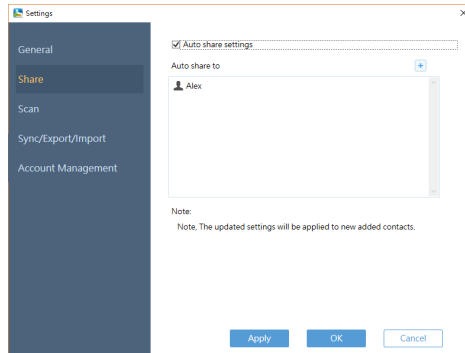 Settings
General
Share
Scan
Sync/Export/Import
Account Management
Auto share settings
Auto share to
Alex
Note:
Note, The updated settings will be applied to new added contacts.
Apply
OK
Cancel